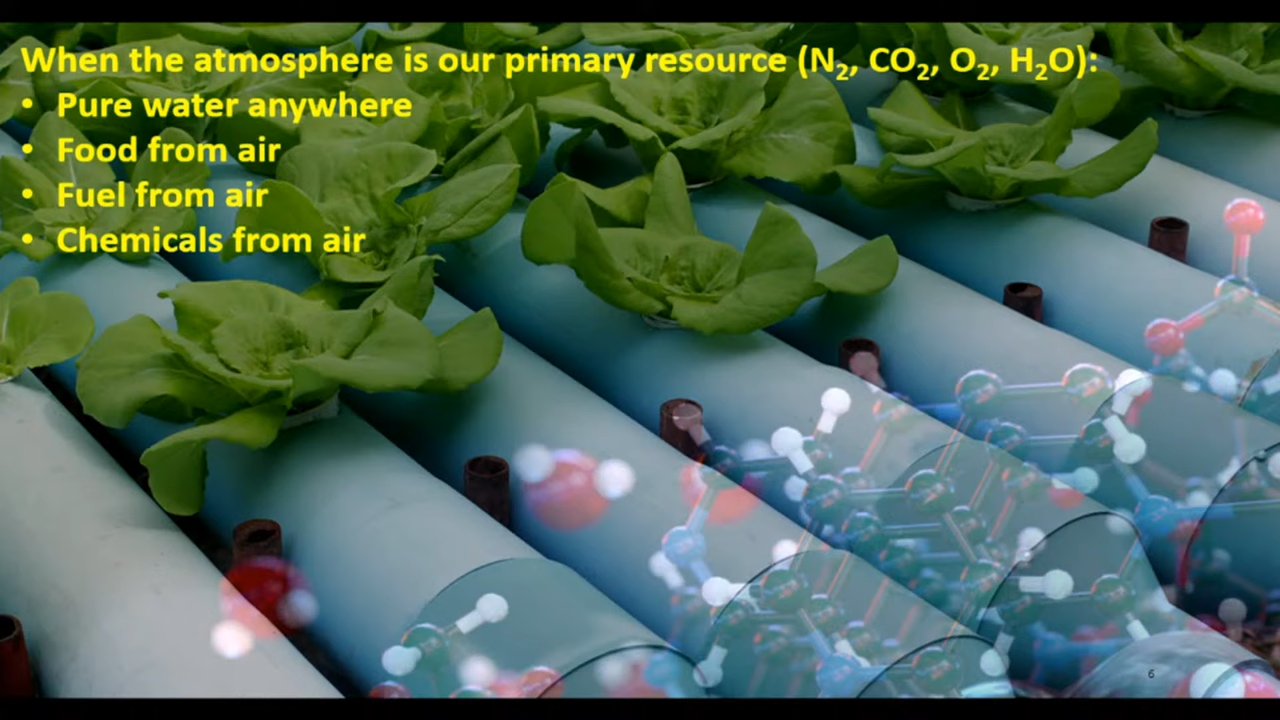 When the atmosphere is our primary resource (N₂, CO₂, O₂, H₂O):
• Pure water anywhere
• Food from air
• Fuel from air
• Chemicals from air
6